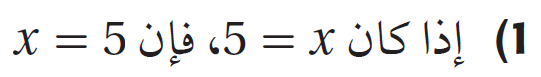 (1 إذا كان 5 = x، فإن x = 5